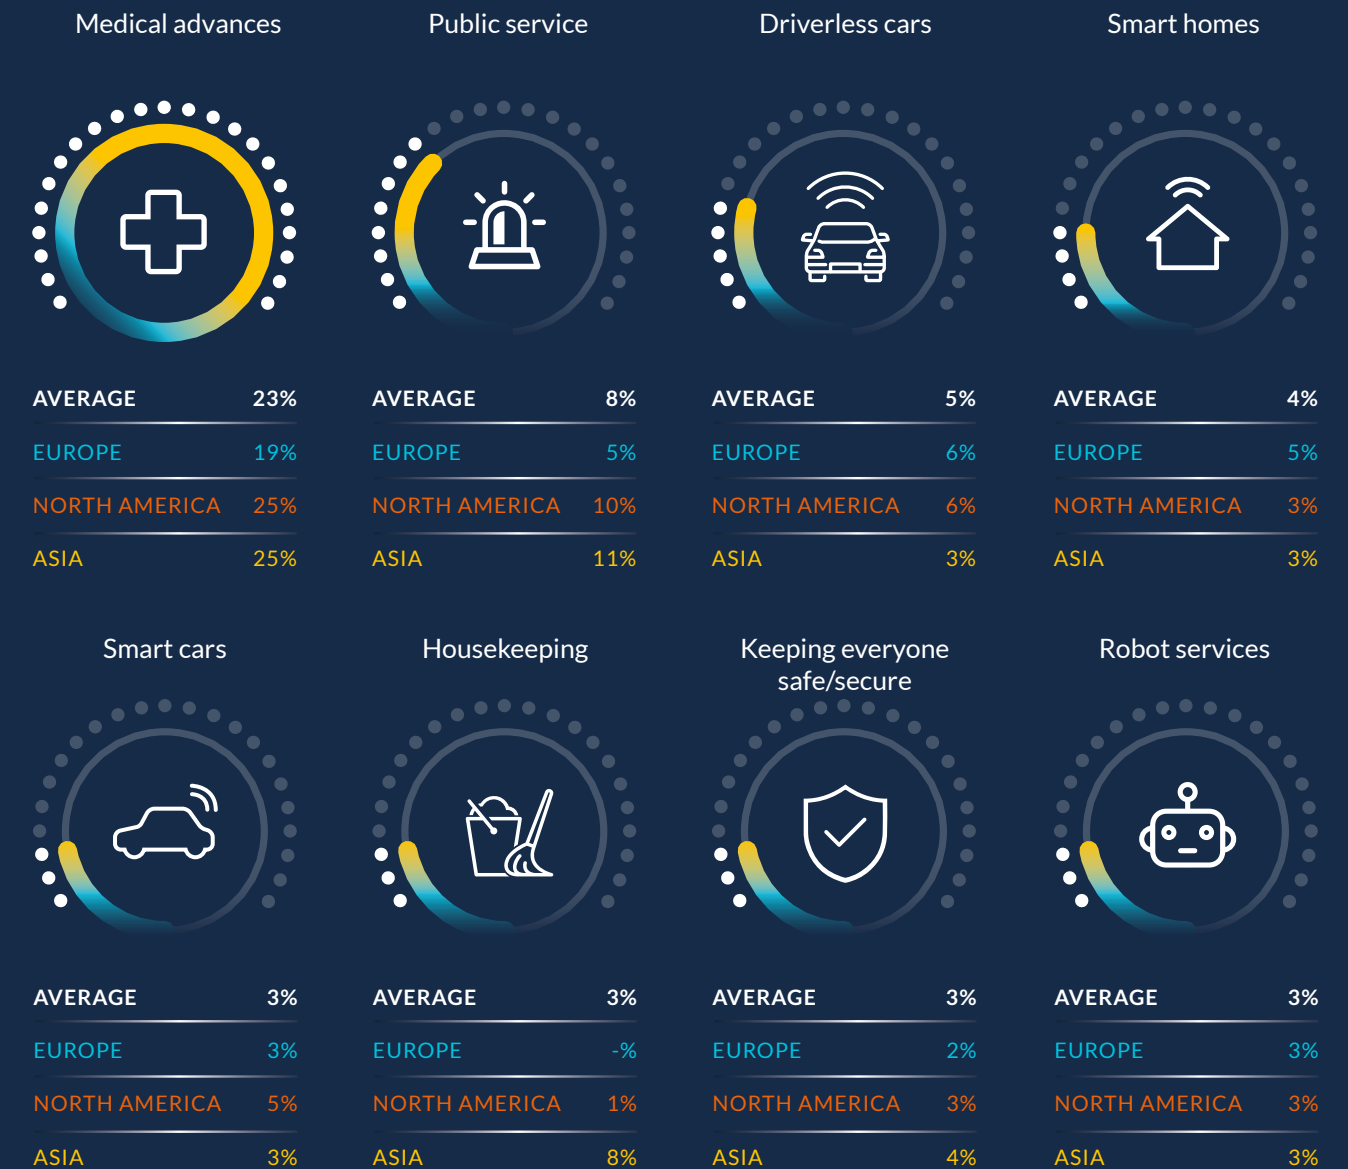 Medical advances
Public service
Driverless cars
Smart homes
AVERAGE 23%
EUROPE 19%
NORTH AMERICA 25%
ASIA 25%
AVERAGE 8%
EUROPE 5%
NORTH AMERICA 10%
ASIA 11%
AVERAGE 5%
EUROPE 6%
NORTH AMERICA 6%
ASIA 3%
AVERAGE 4%
EUROPE 5%
NORTH AMERICA 3%
ASIA 3%
Smart cars
Housekeeping
Keeping everyone
safe/secure
Robot services
AVERAGE 3%
EUROPE 3%
NORTH AMERICA 5%
ASIA 3%
AVERAGE 3%
EUROPE -%
NORTH AMERICA 1%
ASIA 8%
AVERAGE 3%
EUROPE 2%
NORTH AMERICA 3%
ASIA 4%
AVERAGE 3%
EUROPE 3%
NORTH AMERICA 3%
ASIA 3%